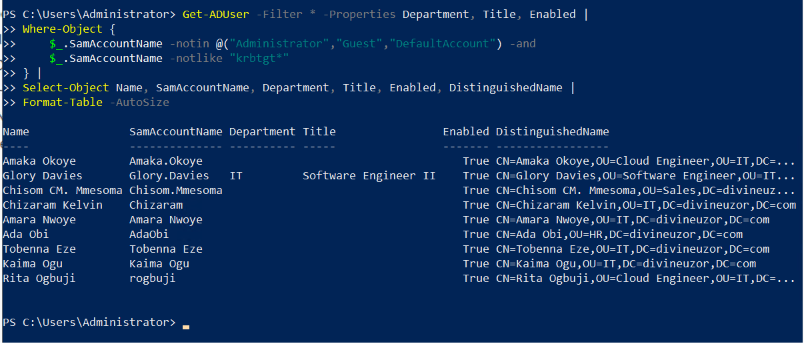 PS C:\Users\Administrator> Get-ADUser -Filter * -Properties Department, Title, Enabled |
>> Where-Object {
>>     $_.SamAccountName -notin @("Administrator","Guest","DefaultAccount") -and
>>     $_.SamAccountName -notlike "krbtgt*"
>> } |
>> Select-Object Name, SamAccountName, Department, Title, Enabled, DistinguishedName |
>> Format-Table -AutoSize
Name SamAccountName Department Title Enabled DistinguishedName
---- -------------- ---------- ----- ------- -----------------
Amaka Okoye Amaka.Okoye True CN=Amaka Okoye,OU=Cloud Engineer,OU=IT,DC=...
Glory Davies Glory.Davies IT Software Engineer II True CN=Glory Davies,OU=Software Engineer,OU=IT...
Chisom CM. Mmesoma Chisom.Mmesoma True CN=Chisom CM. Mmesoma,OU=Sales,DC=divineuz...
Chizaram Kelvin Chizaram True CN=Chizaram Kelvin,OU=IT,DC=divineuzor,DC=com
Amara Nwoye Amara Nwoye True CN=Amara Nwoye,OU=IT,DC=divineuzor,DC=com
Ada Obi AdaObi True CN=Ada Obi,OU=HR,DC=divineuzor,DC=com
Tobenna Eze Tobenna Eze True CN=Tobenna Eze,OU=IT,DC=divineuzor,DC=com
Kaima Ogu Kaima Ogu True CN=Kaima Ogu,OU=IT,DC=divineuzor,DC=com
Rita Ogbuji rogbuji True CN=Rita Ogbuji,OU=Cloud Engineer,OU=IT,DC=...
PS C:\Users\Administrator>